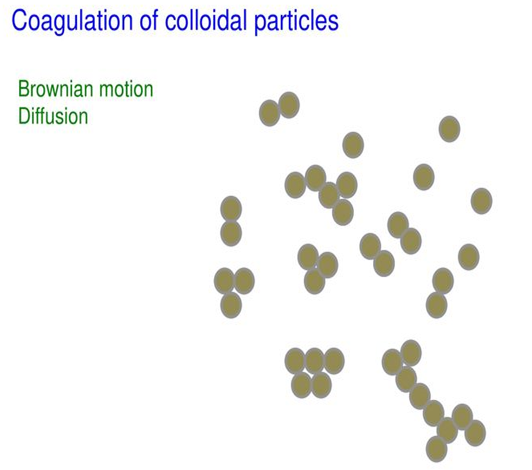 Coagulation of colloidal particles
Brownian motion
Diffusion